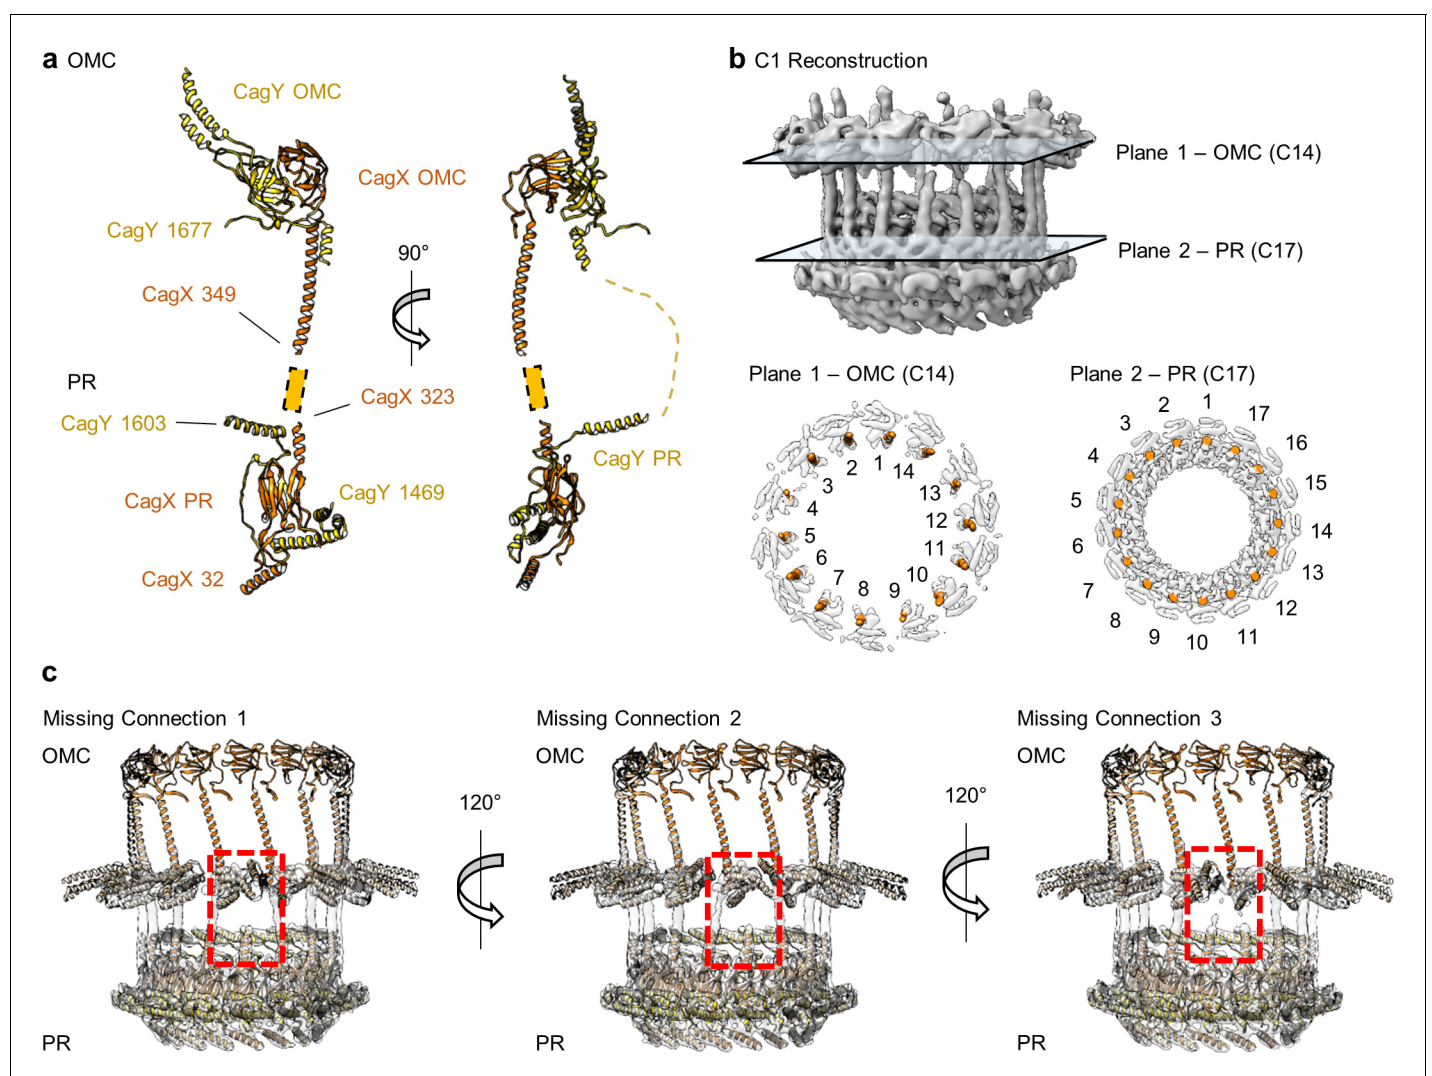 a OMC
CagY OMC
CagX OMC
CagY 1677
CagX 349
90°
PR
CagX 323
CagY 1603
CagY PR
CagX PR
CagY 1469
CagX 32
b C1 Reconstruction
Plane 1 – OMC (C14)
Plane 2 – PR (C17)
Plane 1 – OMC (C14)
1
2
3
4
5
6
7
8
9
10
11
12
13
14
Plane 2 – PR (C17)
1
2
3
4
5
6
7
8
9
10
11
12
13
14
15
16
17
c
Missing Connection 1
OMC
PR
120°
Missing Connection 2
OMC
PR
120°
Missing Connection 3
OMC
PR